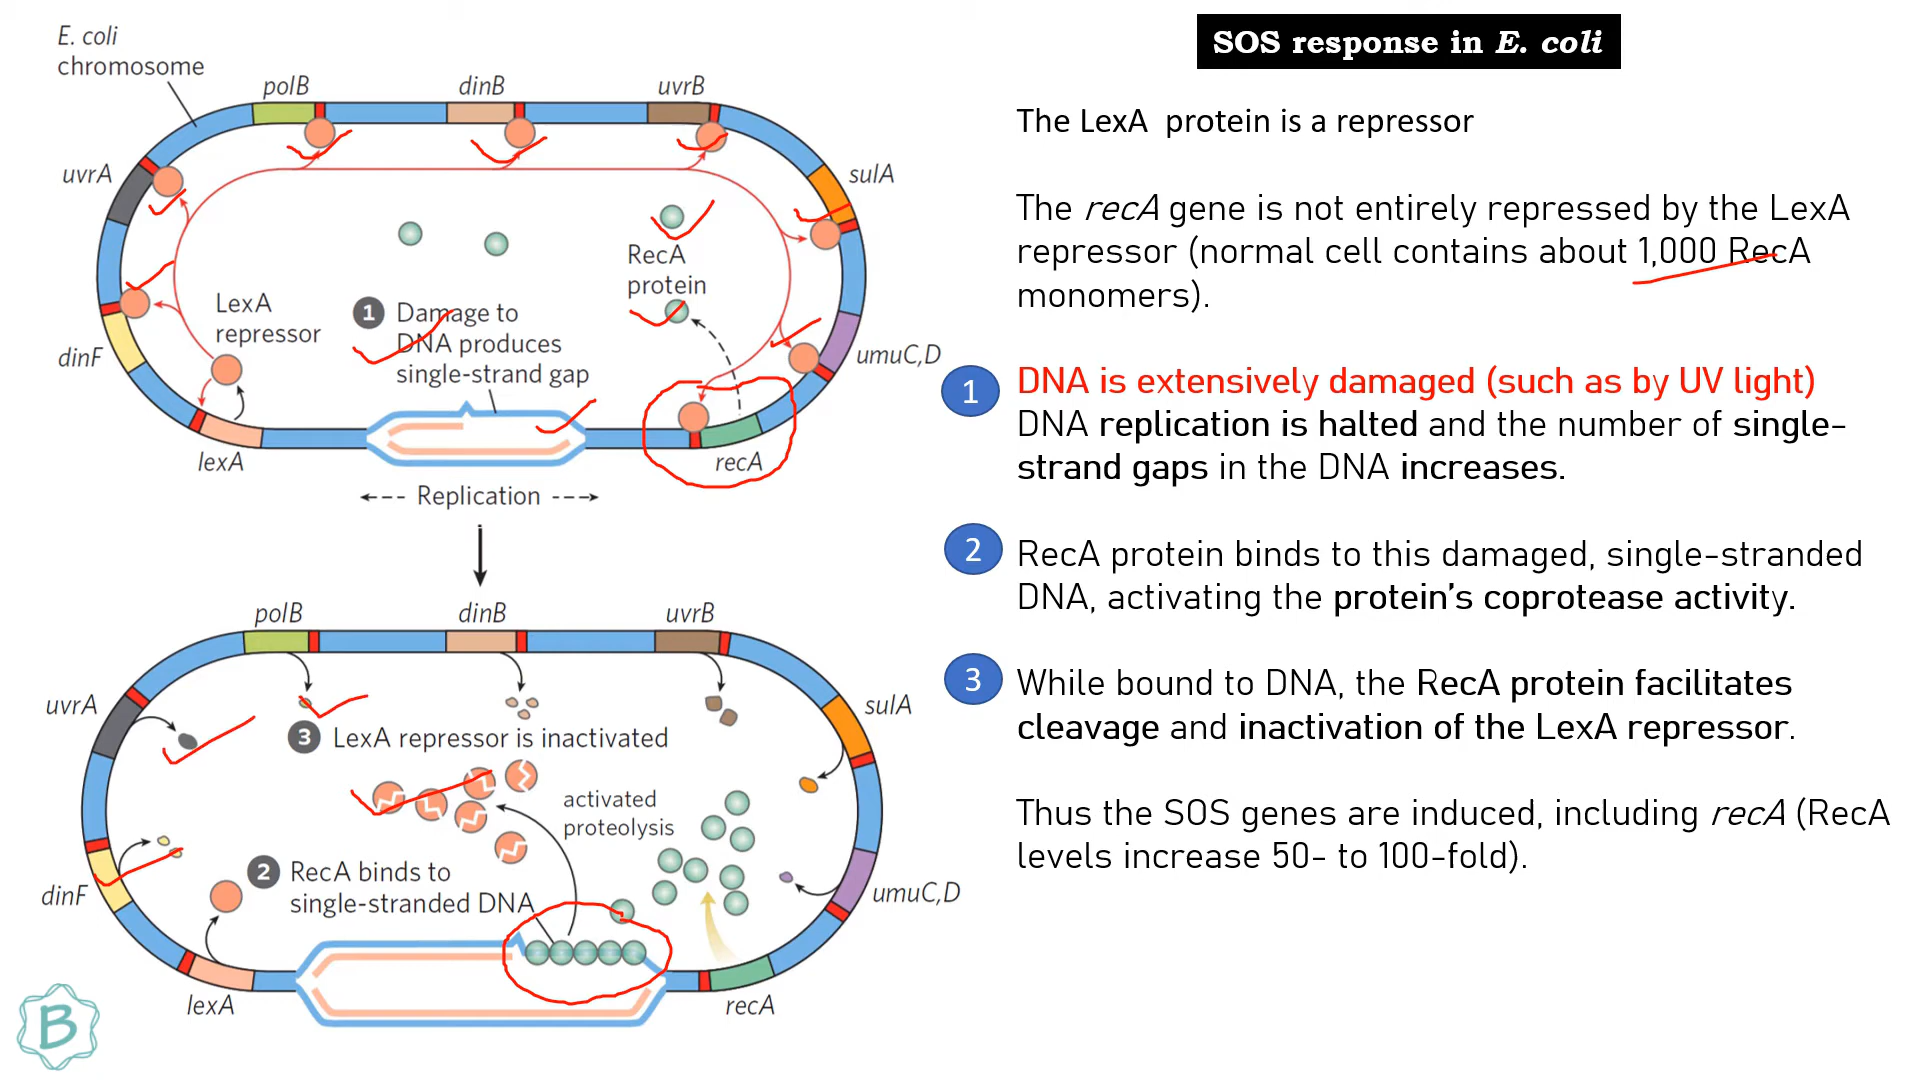 SOS response in E. coli
E. coli
chromosome
polB
dinB
uvrB
uvrA
sulA
RecA
protein
LexA
repressor
1 Damage to
DNA produces
single-strand gap
dinF
umuC,D
lexA
recA
Replication
polB
dinB
uvrB
uvrA
sulA
3 LexA repressor is inactivated
activated
proteolysis
2 RecA binds to
single-stranded DNA
dinF
umuC,D
lexA
recA
B
The LexA protein is a repressor
The recA gene is not entirely repressed by the LexA
repressor (normal cell contains about 1,000 RecA
monomers).
1 DNA is extensively damaged (such as by UV light)
DNA replication is halted and the number of single-
strand gaps in the DNA increases.
2 RecA protein binds to this damaged, single-stranded
DNA, activating the protein's coprotease activity.
3 While bound to DNA, the RecA protein facilitates
cleavage and inactivation of the LexA repressor.
Thus the SOS genes are induced, including recA (RecA
levels increase 50- to 100-fold).